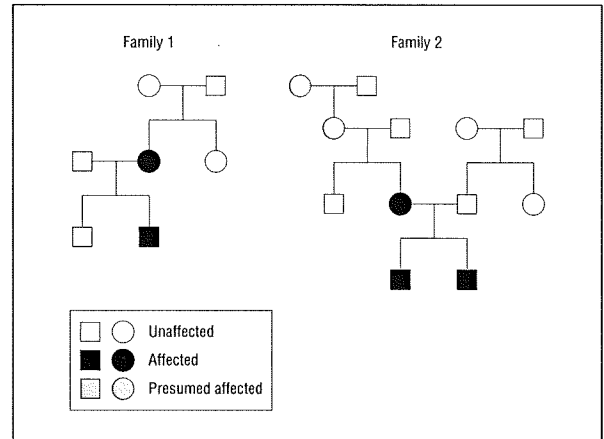 Family 1
Family 2
Unaffected
Affected
Presumed affected